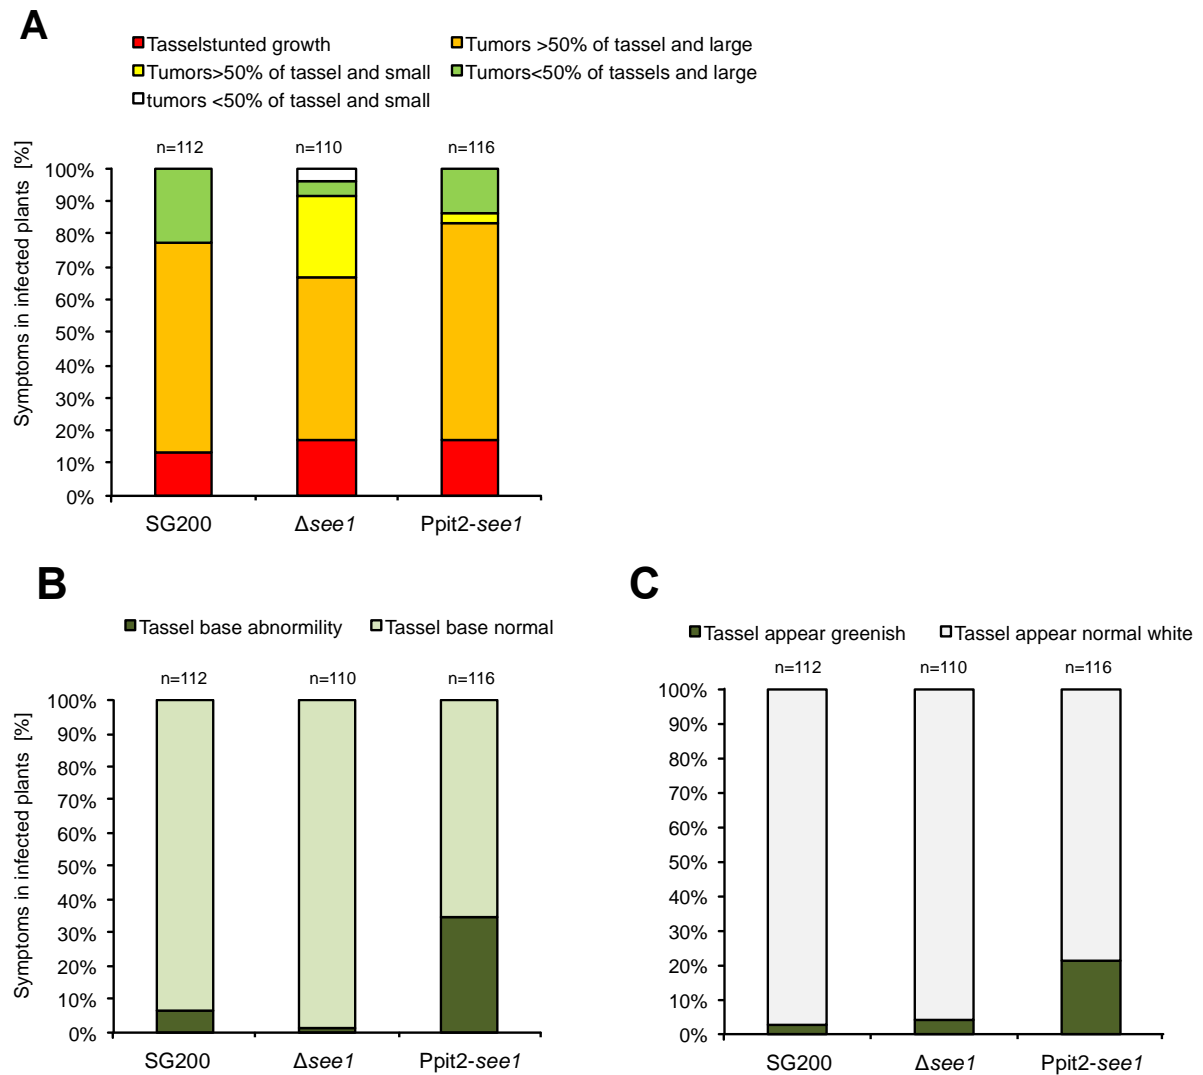 A
Tasselstunted growth
Tumors >50% of tassel and large
Tumors>50% of tassel and small
Tumors<50% of tassels and large
tumors <50% of tassel and small
n=112 n=110 n=116
Symptoms in infected plants [%]
100%
90%
80%
70%
60%
50%
40%
30%
20%
10%
0%
SG200 Δsee1 Ppit2-see1
B
Tassel base abnormility Tassel base normal
n=112 n=110 n=116
Symptoms in infected plants [%]
100%
90%
80%
70%
60%
50%
40%
30%
20%
10%
0%
SG200 Δsee1 Ppit2-see1
C
Tassel appear greenish Tassel appear normal white
n=112 n=110 n=116
100%
90%
80%
70%
60%
50%
40%
30%
20%
10%
0%
SG200 Δsee1 Ppit2-see1